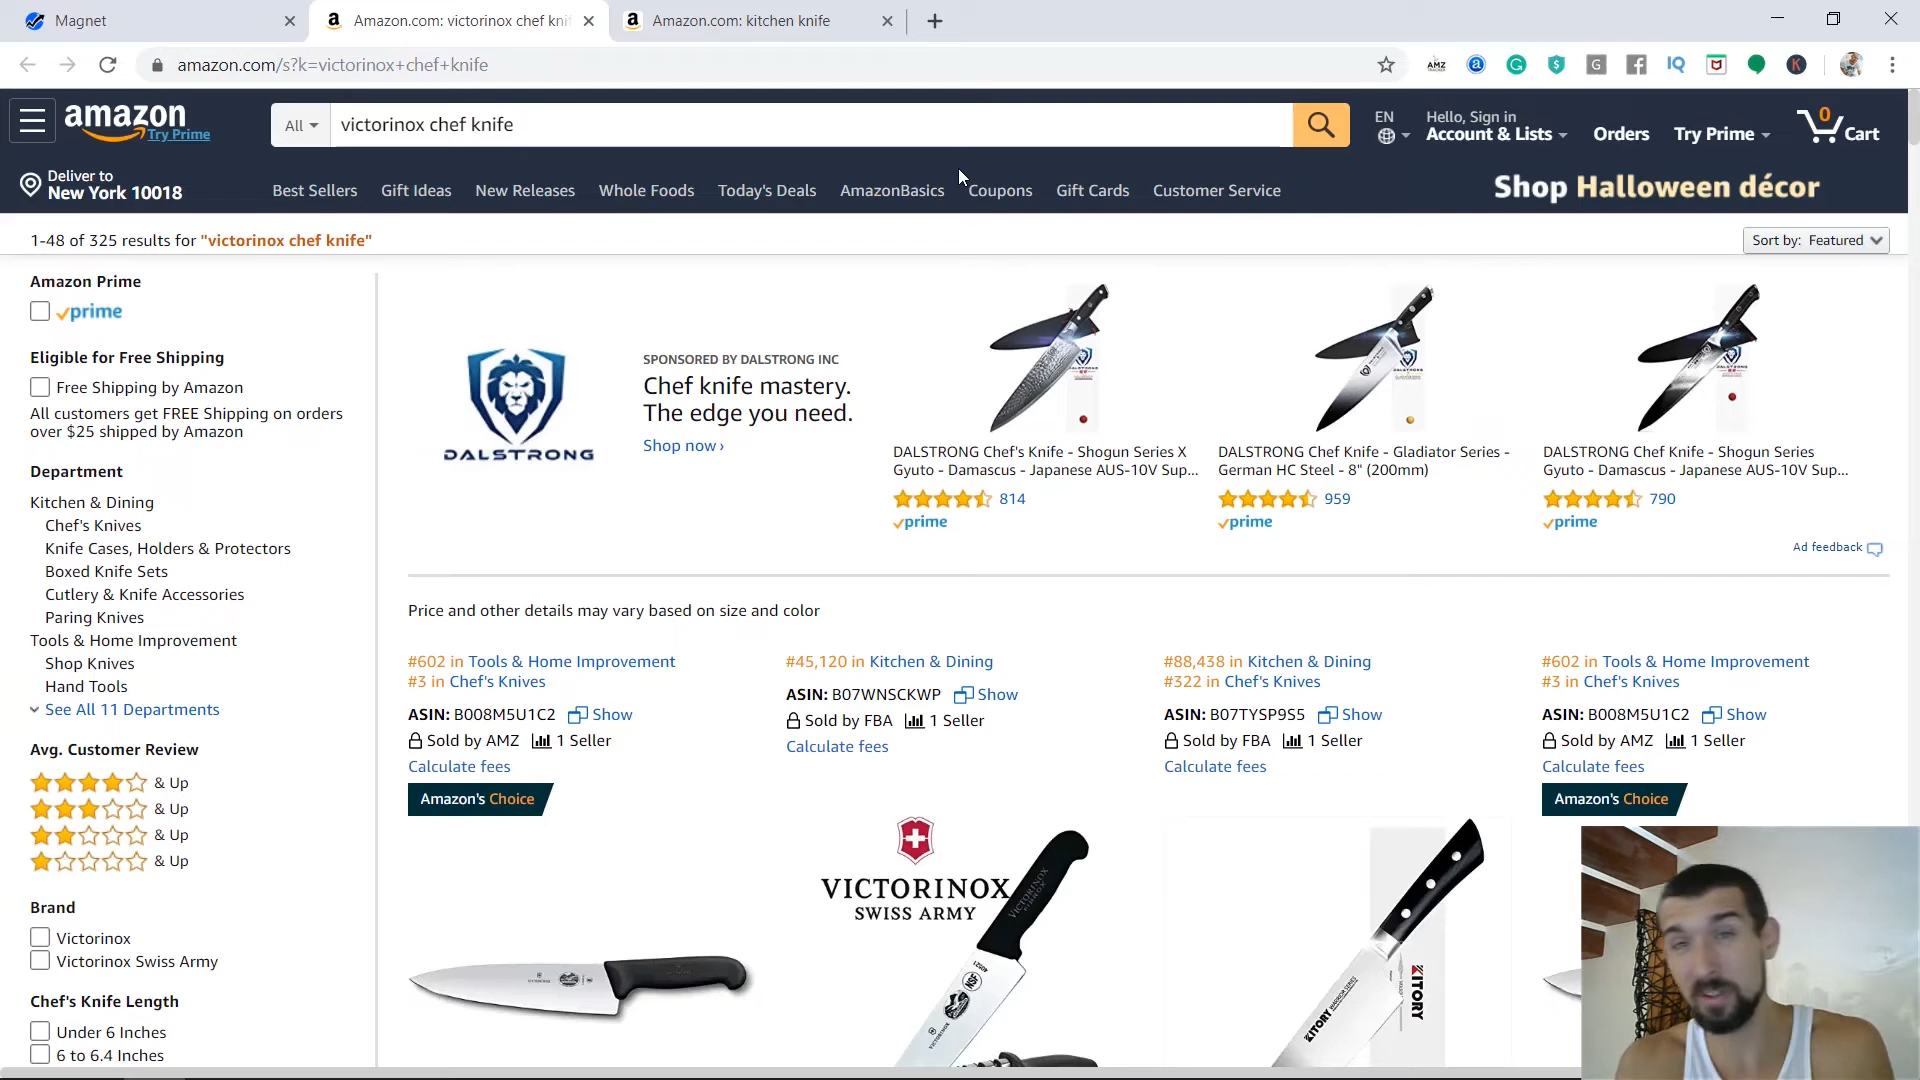 Magnet
Amazon.com: victorinox chef knif
Amazon.com: kitchen knife
amazon.com/s?k=victorinox+chef+knife
amazon
Try Prime
All
victorinox chef knife
EN
Hello, Sign in
Account & Lists
Orders
Try Prime
0
Cart
Deliver to
New York 10018
Best Sellers
Gift Ideas
New Releases
Whole Foods
Today's Deals
AmazonBasics
Coupons
Gift Cards
Customer Service
Shop Halloween décor
1-48 of 325 results for "victorinox chef knife"
Sort by: Featured
Amazon Prime
prime
Eligible for Free Shipping
Free Shipping by Amazon
All customers get FREE Shipping on orders
over $25 shipped by Amazon
Department
Kitchen & Dining
Chef's Knives
Knife Cases, Holders & Protectors
Boxed Knife Sets
Cutlery & Knife Accessories
Paring Knives
Tools & Home Improvement
Shop Knives
Hand Tools
See All 11 Departments
Avg. Customer Review
& Up
& Up
& Up
& Up
Brand
Victorinox
Victorinox Swiss Army
Chef's Knife Length
Under 6 Inches
6 to 6.4 Inches
DALSTRONG
SPONSORED BY DALSTRONG INC
Chef knife mastery.
The edge you need.
Shop now ›
DALSTRONG Chef's Knife - Shogun Series X
Gyuto - Damascus - Japanese AUS-10V Sup...
814
prime
DALSTRONG Chef Knife - Gladiator Series -
German HC Steel - 8" (200mm)
959
prime
DALSTRONG Chef Knife - Shogun Series
Gyuto - Damascus - Japanese AUS-10V Sup...
790
prime
Ad feedback
Price and other details may vary based on size and color
#602 in Tools & Home Improvement
#3 in Chef's Knives
ASIN: B008M5U1C2 Show
Sold by AMZ 1 Seller
Calculate fees
Amazon's Choice
#45,120 in Kitchen & Dining
ASIN: B07WNSCKWP Show
Sold by FBA 1 Seller
Calculate fees
VICTORINOX
SWISS ARMY
#88,438 in Kitchen & Dining
#322 in Chef's Knives
ASIN: B07TYSP9S5 Show
Sold by FBA 1 Seller
Calculate fees
KITORY
#602 in Tools & Home Improvement
#3 in Chef's Knives
ASIN: B008M5U1C2 Show
Sold by AMZ 1 Seller
Calculate fees
Amazon's Choice